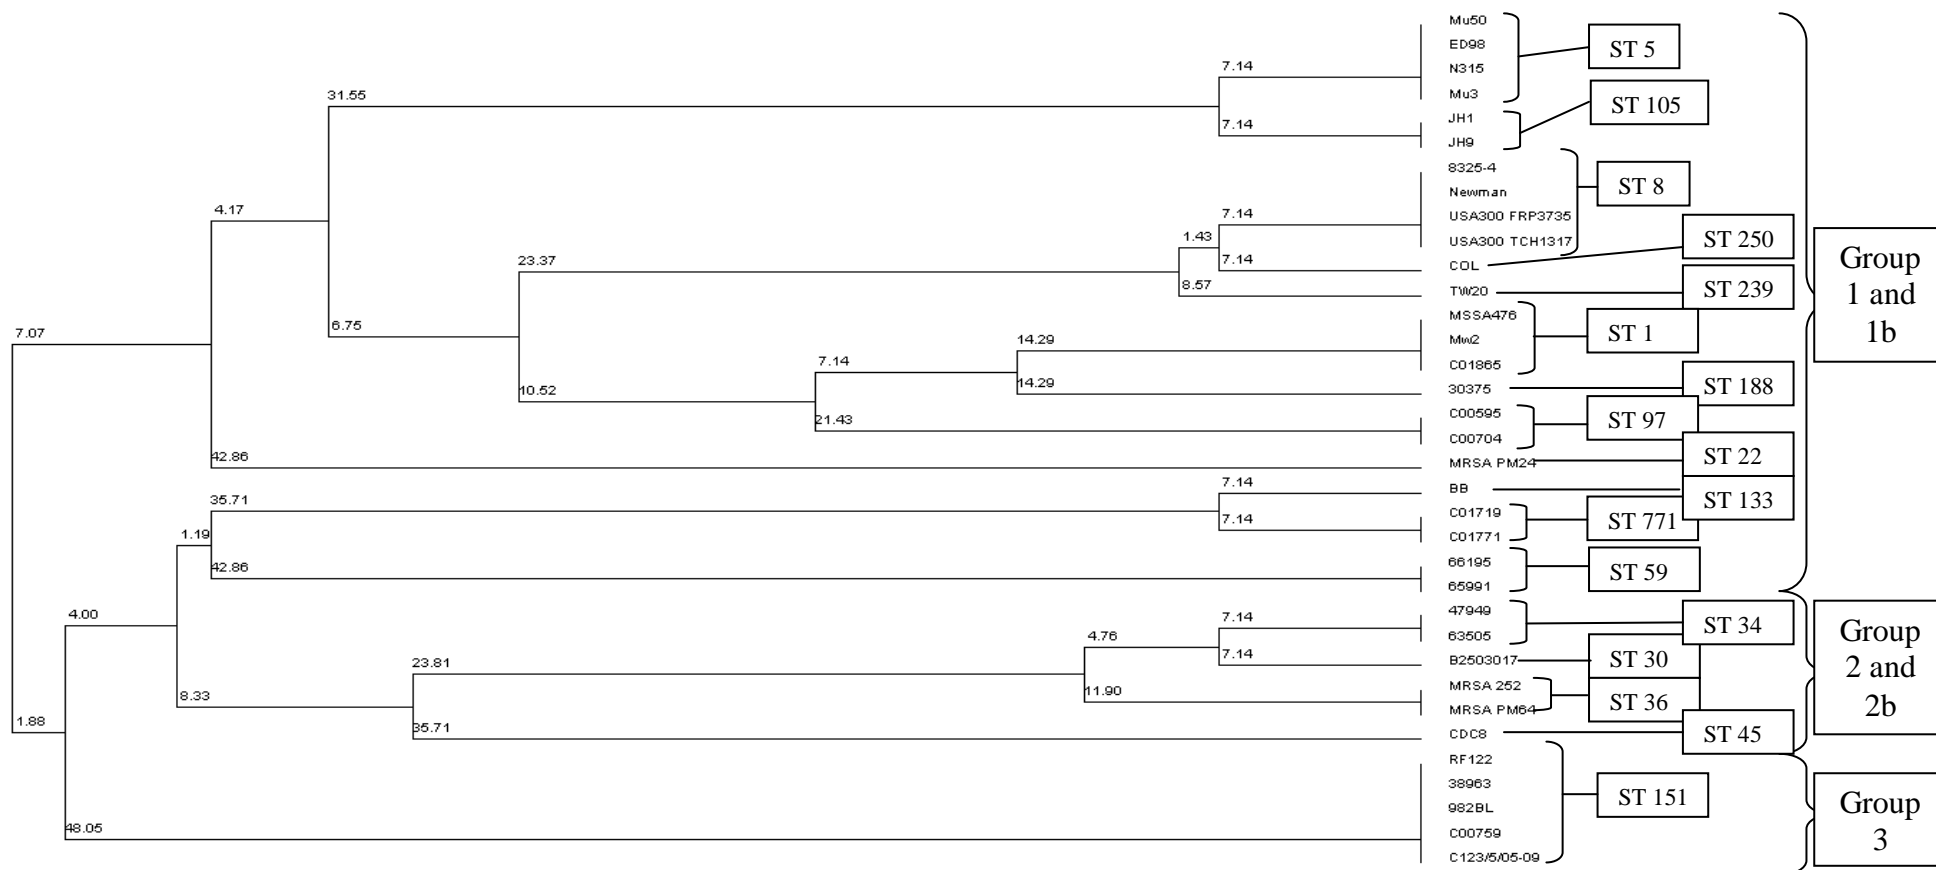 Mu50
ED98
N315
Mu3
JH1
JH9
8325-4
Newman
USA300 FRP3735
USA300 TCH1317
COL
TW20
MSSA476
Mw2
C01865
30375
C00595
C00704
MRSA PM24
BB
C01719
C01771
66195
65991
47949
63505
B2503017
MRSA 252
MRSA PM64
CDC8
RF122
38963
982BL
C00759
C123/5/05-09
ST 5
ST 105
ST 8
ST 250
ST 239
ST 1
ST 188
ST 97
ST 22
ST 133
ST 771
ST 59
ST 34
ST 30
ST 36
ST 45
ST 151
Group
1 and
1b
Group
2 and
2b
Group
3
7.14
31.55
7.14
4.17
7.14
1.43
23.37
7.14
8.57
6.75
7.07
14.29
7.14
14.29
10.52
21.43
42.86
7.14
35.71
7.14
1.19
42.86
4.00
7.14
4.76
7.14
23.81
11.90
8.33
1.88
35.71
48.05